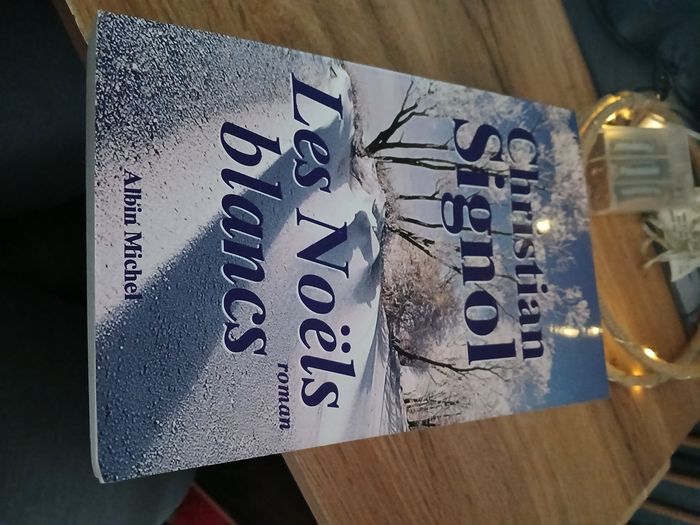 Christian
Signol
Les Noëls
blancs
roman
Albin Michel